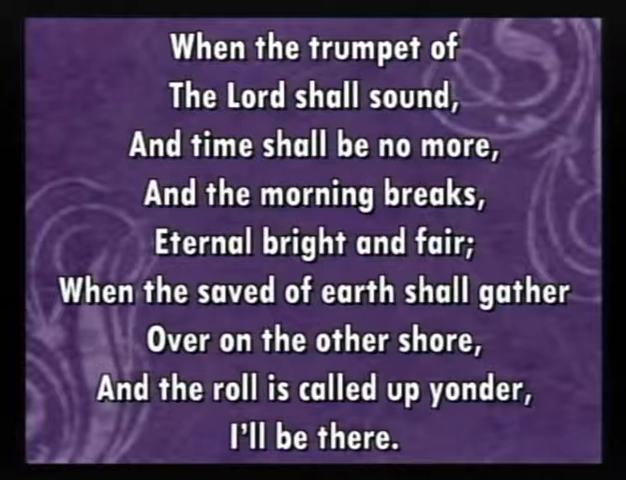 When the trumpet of
The Lord shall sound,
And time shall be no more,
And the morning breaks,
Eternal bright and fair;
When the saved of earth shall gather
Over on the other shore,
And the roll is called up yonder,
I'll be there.